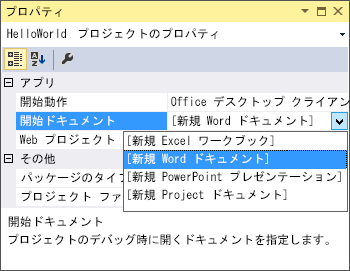 プロパティ
HelloWorld プロジェクトのプロパティ
アプリ
開始動作 Office デスクトップ クライアン
開始ドキュメント [新規 Word ドキュメント]
Web プロジェクト [新規 Excel ワークブック]
その他 [新規 Word ドキュメント]
パッケージのタイ [新規 PowerPoint プレゼンテーション]
プロジェクト ファ [新規 Project ドキュメント]
開始ドキュメント
プロジェクトのデバッグ時に開くドキュメントを指定します。